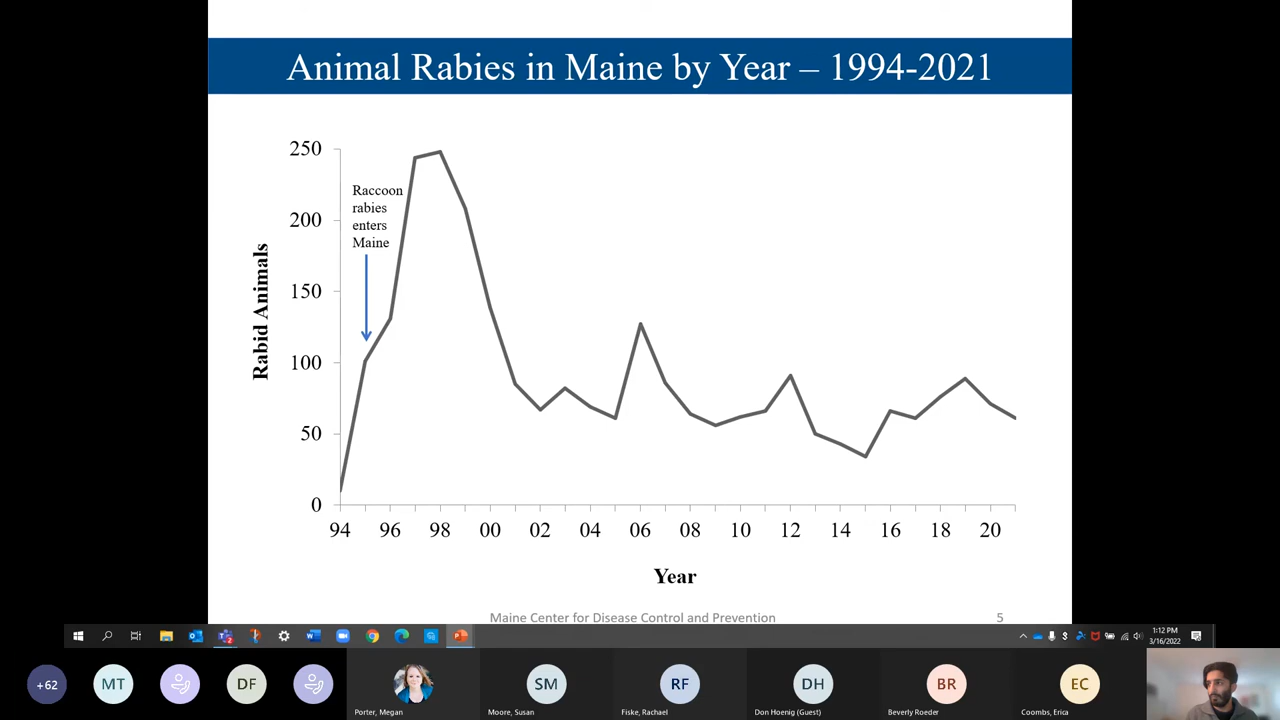 Animal Rabies in Maine by Year – 1994-2021
250
200
150
100
50
0
Rabid Animals
Raccoon
rabies
enters
Maine
94 96 98 00 02 04 06 08 10 12 14 16 18 20
Year
Maine Center for Disease Control and Prevention 5
1:12 PM
3/16/2022
+62 MT DF SM RF DH BR EC
Porter, Megan Moore, Susan Fiske, Rachael Don Hoenig (Guest) Beverly Roeder Coombs, Erica